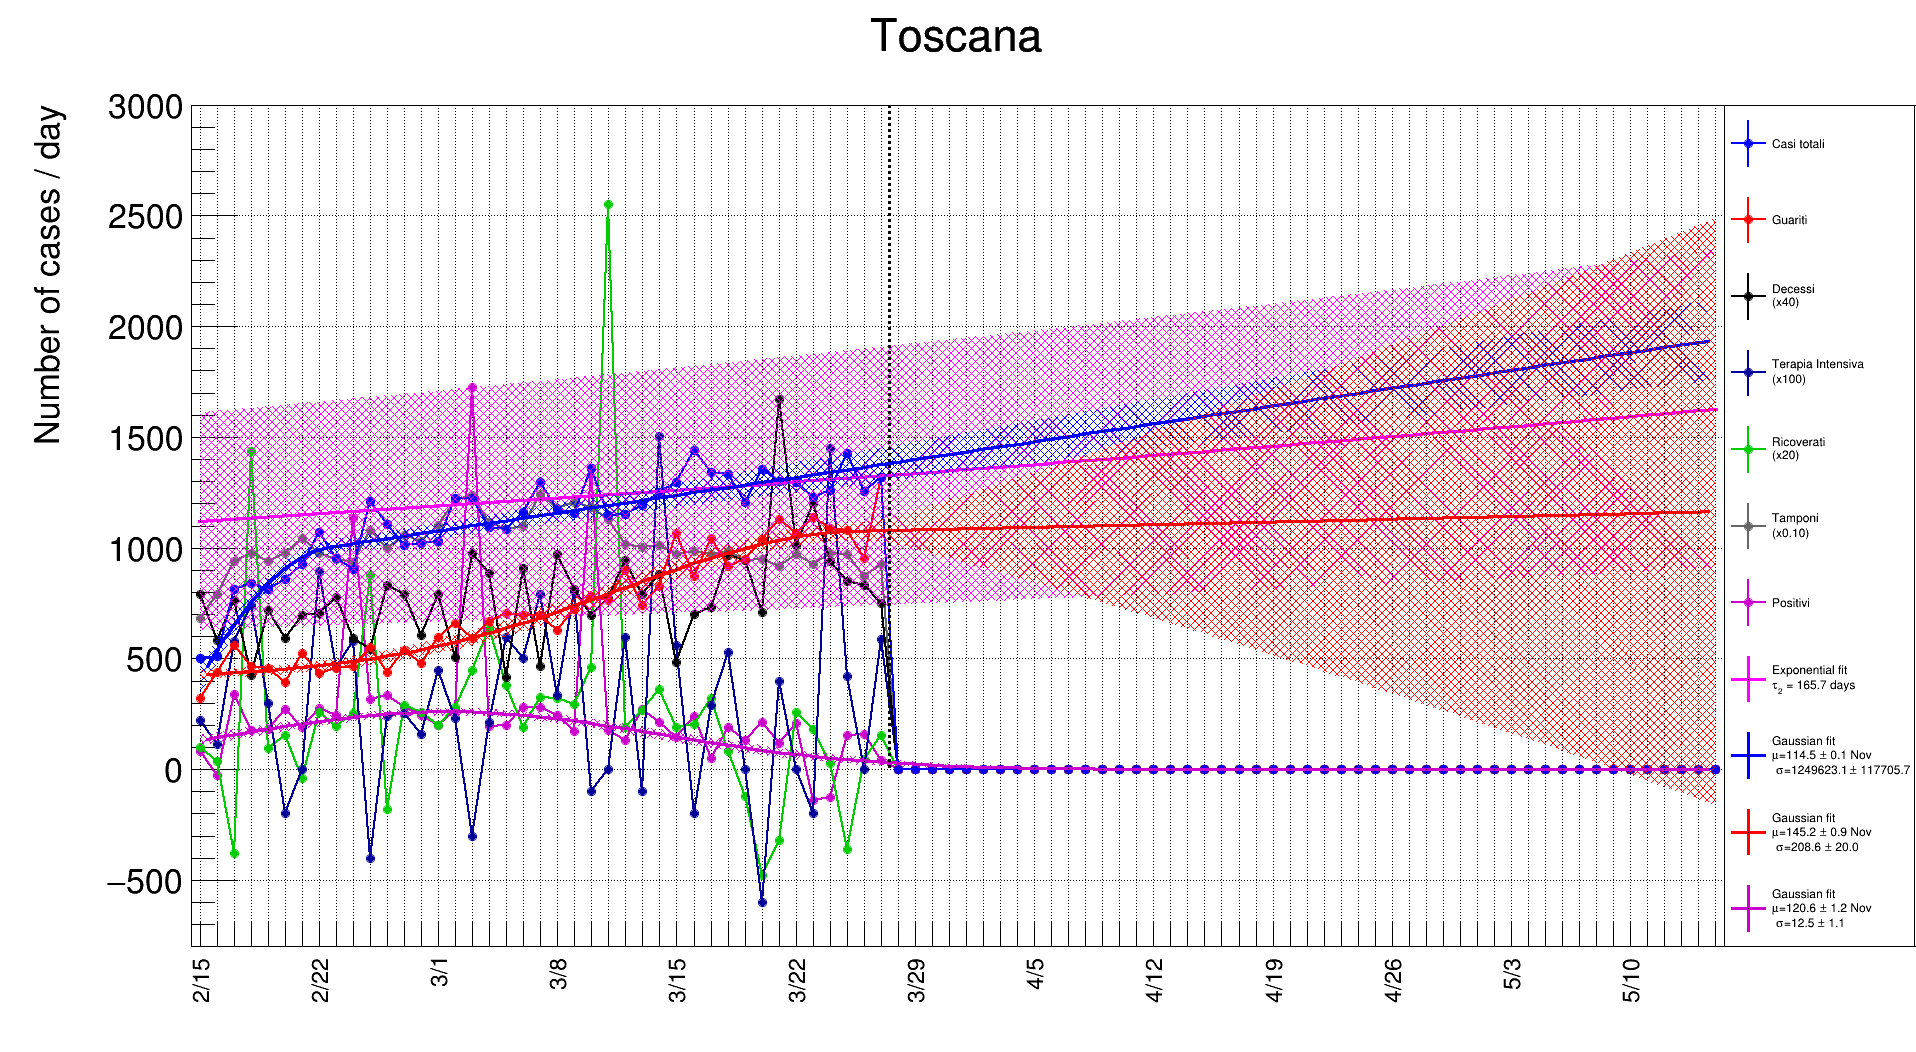 Toscana
Number of cases / day
3000
2500
2000
1500
1000
500
0
−500
2/15
2/22
3/1
3/8
3/15
3/22
3/29
4/5
4/12
4/19
4/26
5/3
5/10
Casi totali
Guariti
Decessi
(x40)
Terapia Intensiva
(x100)
Ricoverati
(x20)
Tamponi
(x0.10)
Positivi
Exponential fit
τ2 = 165.7 days
Gaussian fit
μ=114.5 ± 0.1 Nov
σ=1249623.1 ± 117705.7
Gaussian fit
μ=145.2 ± 0.9 Nov
σ=208.6 ± 20.0
Gaussian fit
μ=120.6 ± 1.2 Nov
σ=12.5 ± 1.1